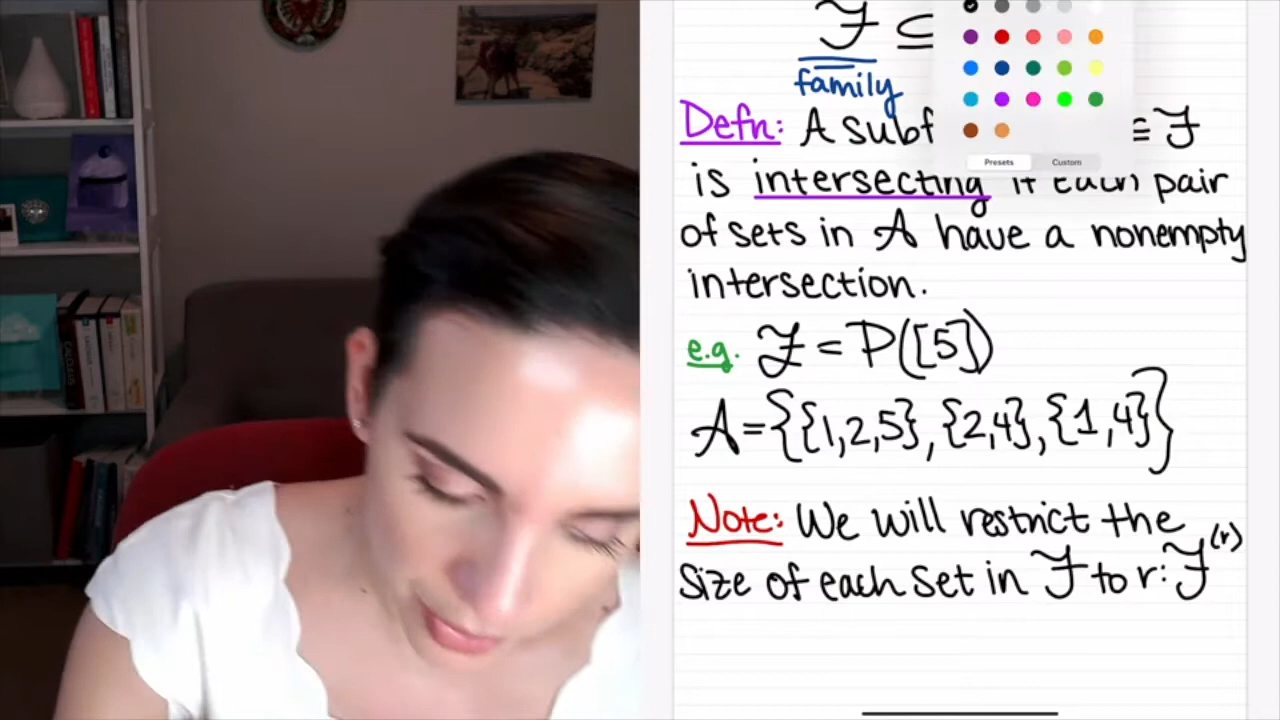 ℱ ⊆
family
Defn: A subf ≡ ℱ
is intersecting if each pair
of sets in 𝒜 have a nonempty
intersection.
e.g. ℱ = P([5])
𝒜 = {{1,2,5}, {2,4}, {1,4}}
Note: We will restrict the
size of each set in ℱ to r: ℱ^(r)
Presets Custom
CALCULUS